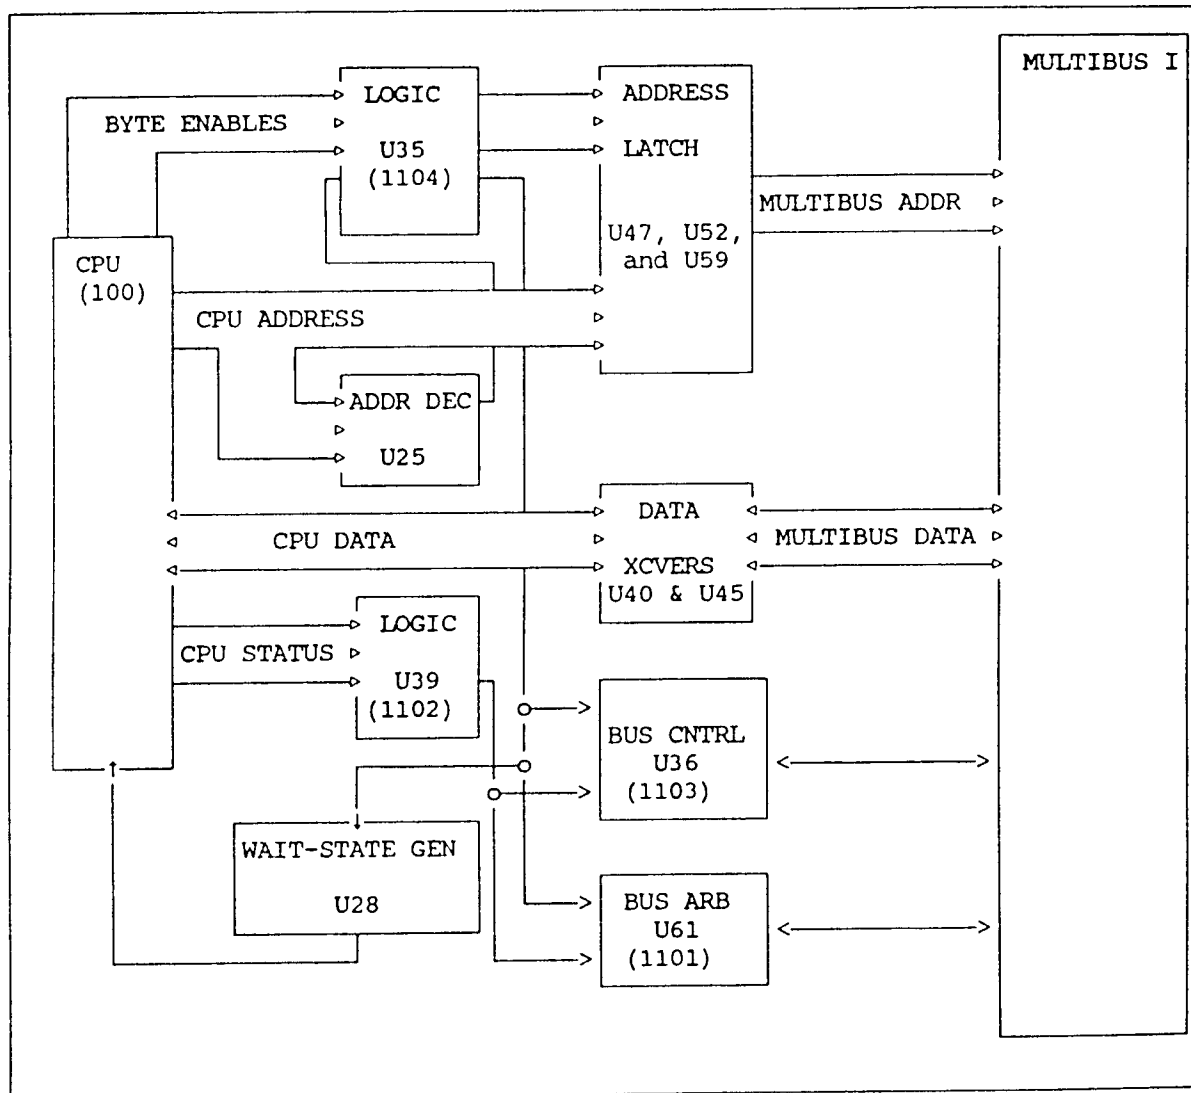 MULTIBUS I
LOGIC
U35
(1104)
BYTE ENABLES
ADDRESS
LATCH
U47, U52,
and U59
MULTIBUS ADDR
CPU
(100)
CPU ADDRESS
ADDR DEC
U25
CPU DATA
DATA
XCVERS
U40 & U45
MULTIBUS DATA
CPU STATUS
LOGIC
U39
(1102)
BUS CNTRL
U36
(1103)
WAIT-STATE GEN
U28
BUS ARB
U61
(1101)